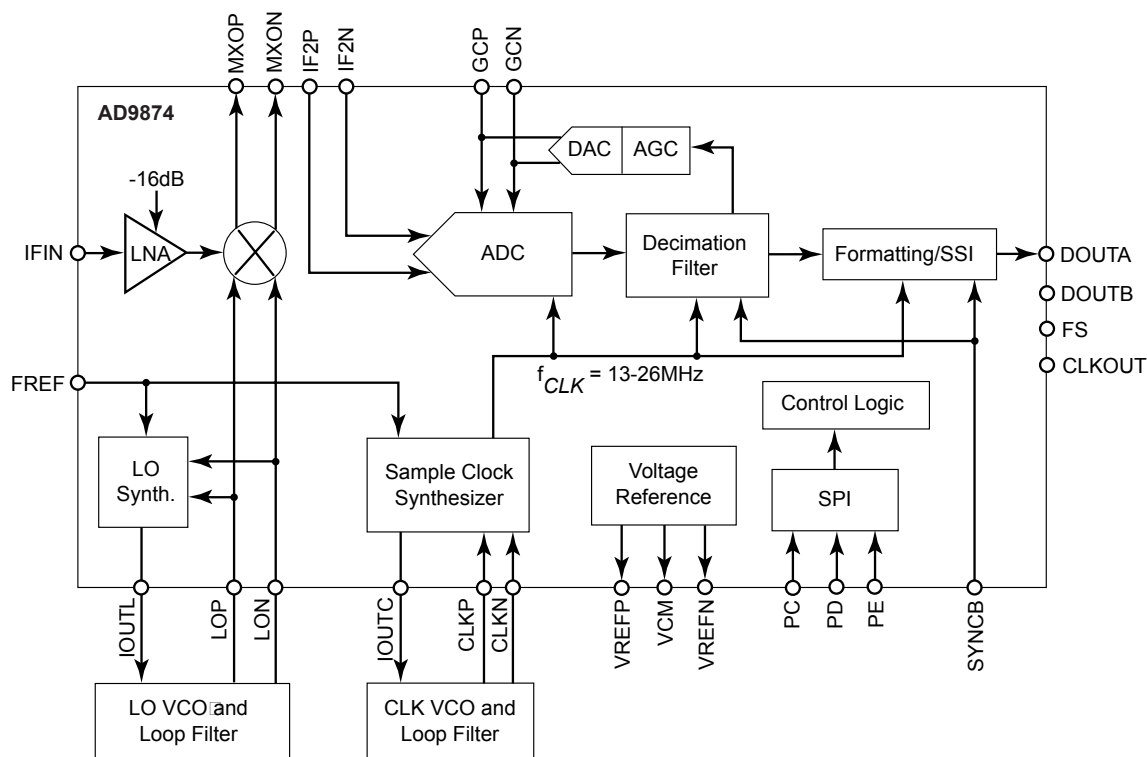 MXOP
MXON
IF2P
IF2N
GCP
GCN
AD9874
DAC
AGC
-16dB
IFIN
LNA
ADC
Decimation
Filter
Formatting/SSI
DOUTA
DOUTB
FS
CLKOUT
FREF
fCLK = 13-26MHz
Control Logic
LO
Synth.
Sample Clock
Synthesizer
Voltage
Reference
SPI
IOUTL
LOP
LON
IOUTC
CLKP
CLKN
VREFP
VCM
VREFN
PC
PD
PE
SYNCB
LO VCO and
Loop Filter
CLK VCO and
Loop Filter